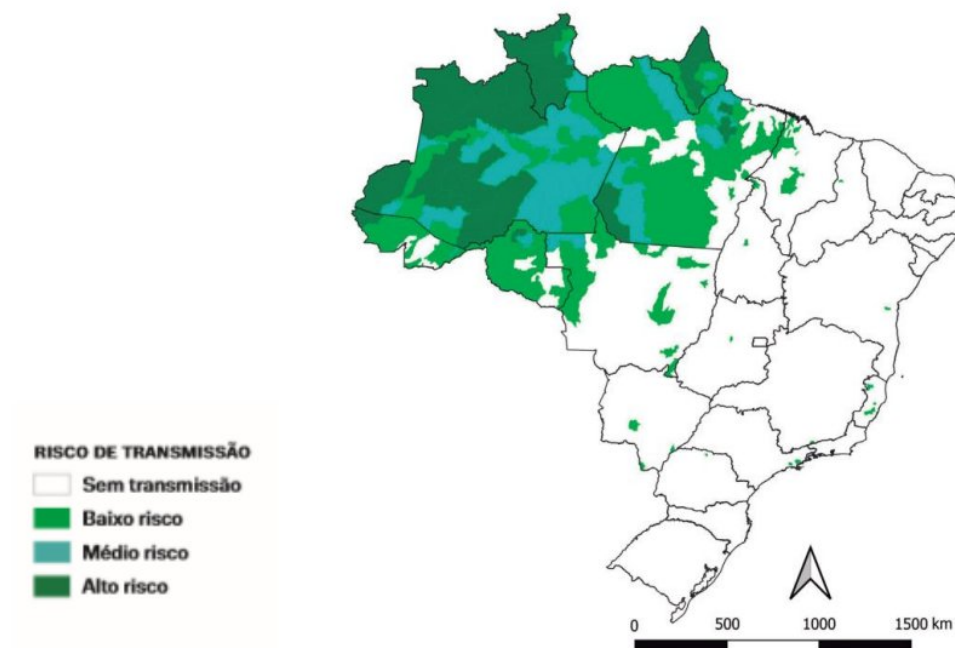 RISCO DE TRANSMISSÃO
Sem transmissão
Baixo risco
Médio risco
Alto risco
0 500 1000 1500 km